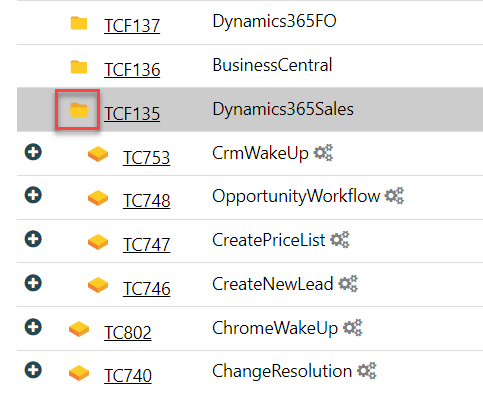 TCF137 Dynamics365FO
TCF136 BusinessCentral
TCF135 Dynamics365Sales
TC753 CrmWakeUp
TC748 OpportunityWorkflow
TC747 CreatePriceList
TC746 CreateNewLead
TC802 ChromeWakeUp
TC740 ChangeResolution